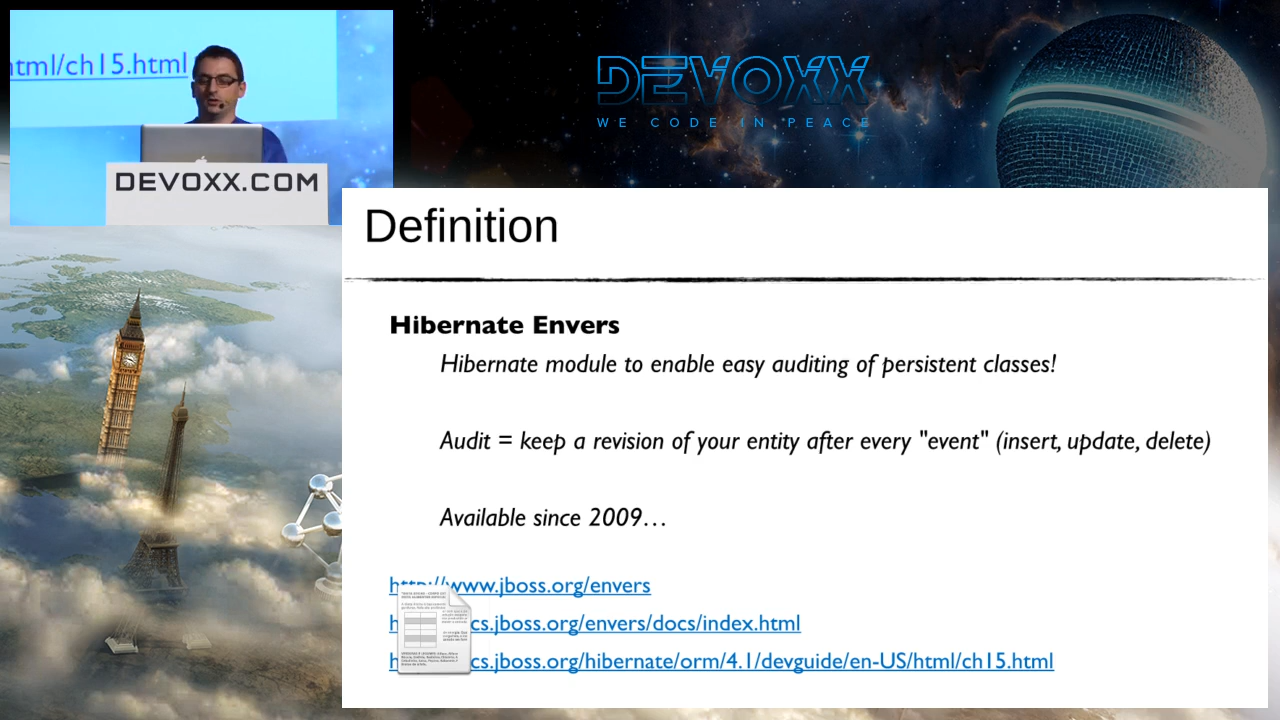 html/ch15.html
DEVOXX
WE CODE IN PEACE
DEVOXX.COM
Definition
Hibernate Envers
Hibernate module to enable easy auditing of persistent classes!
Audit = keep a revision of your entity after every "event" (insert, update, delete)
Available since 2009…
http://www.jboss.org/envers
cs.jboss.org/envers/docs/index.html
cs.jboss.org/hibernate/orm/4.1/devguide/en-US/html/ch15.html